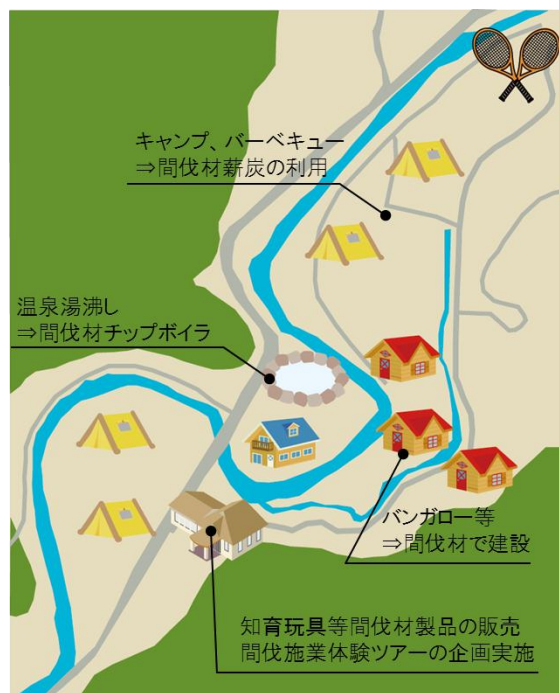 キャンプ、バーベキュー
⇒間伐材薪炭の利用
温泉湯沸し
⇒間伐材チップボイラ
バンガロー等
⇒間伐材で建設
知育玩具等間伐材製品の販売
間伐施業体験ツアーの企画実施